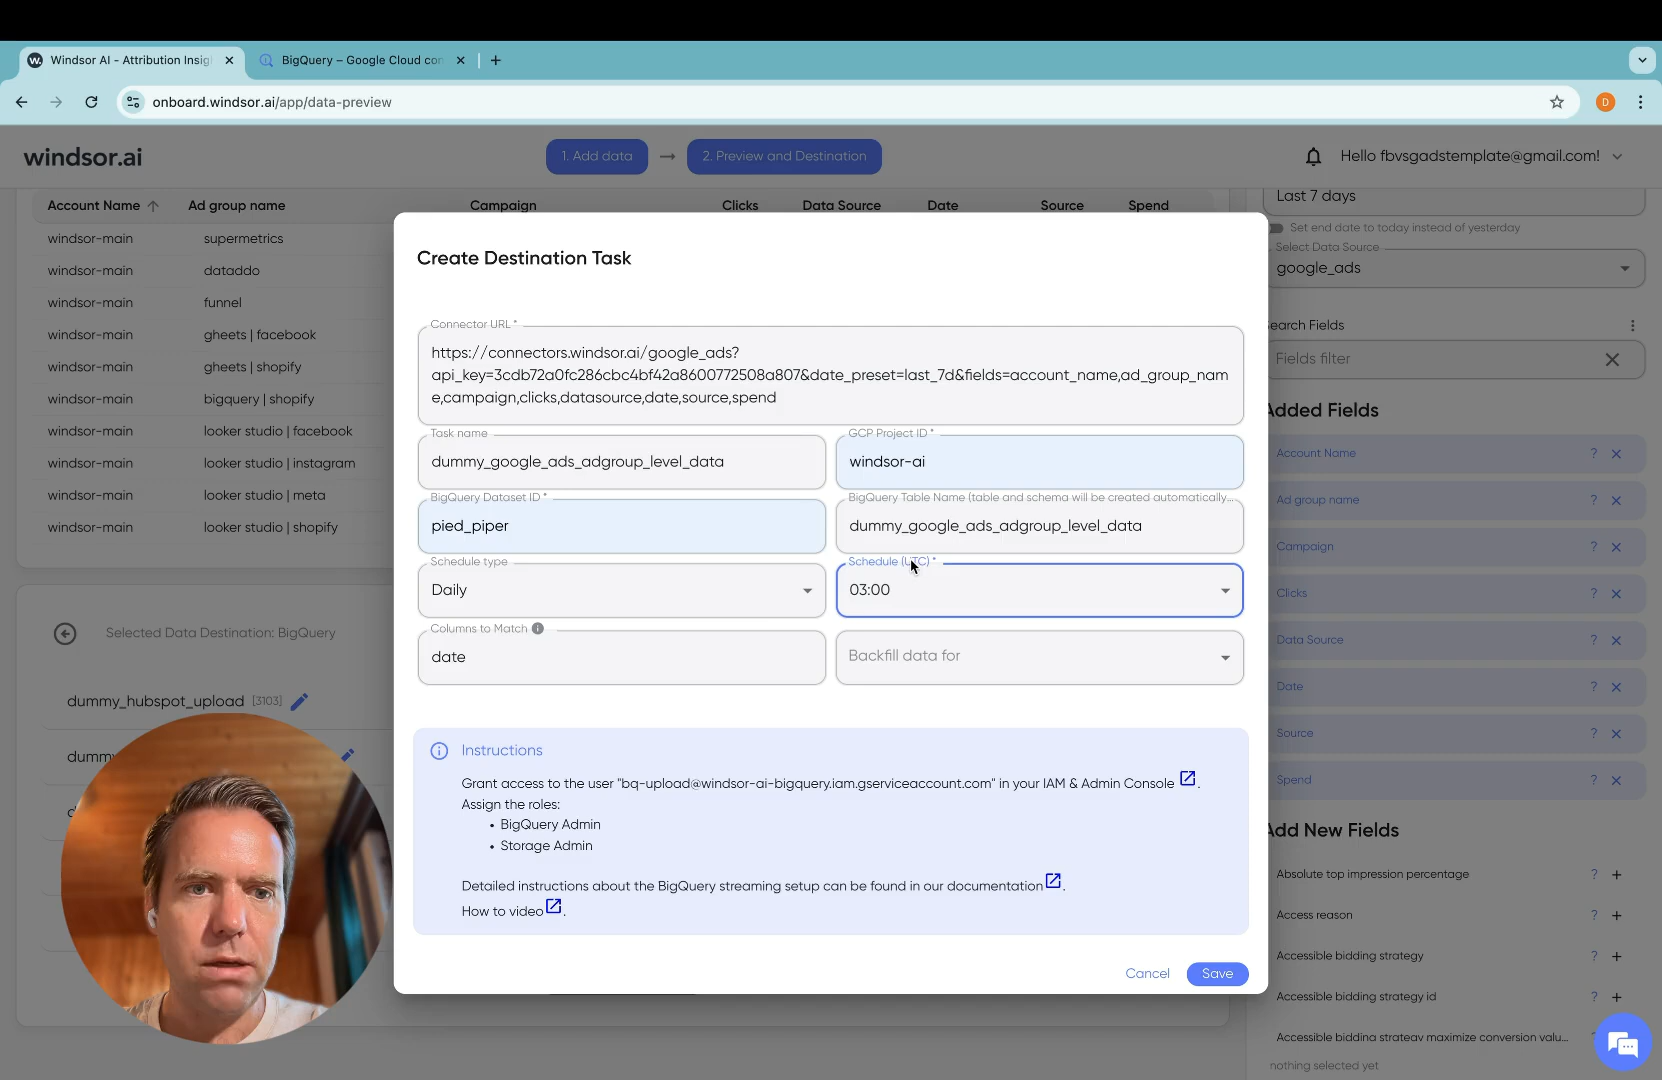 Windsor AI - Attribution Insig
BigQuery – Google Cloud con
onboard.windsor.ai/app/data-preview
D
windsor.ai
1. Add data
2. Preview and Destination
Hello fbvsgadstemplate@gmail.com!
Account Name
Ad group name
Campaign
Clicks
Data Source
Date
Source
Spend
windsor-main
supermetrics
windsor-main
dataddo
windsor-main
funnel
windsor-main
gheets | facebook
windsor-main
gheets | shopify
windsor-main
bigquery | shopify
windsor-main
looker studio | facebook
windsor-main
looker studio | instagram
windsor-main
looker studio | meta
windsor-main
looker studio | shopify
Selected Data Destination: BigQuery
dummy_hubspot_upload [3103]
Create Destination Task
Connector URL *
https://connectors.windsor.ai/google_ads?
api_key=3cdb72a0fc286cbc4bf42a8600772508a807&date_preset=last_7d&fields=account_name,ad_group_nam
e,campaign,clicks,datasource,date,source,spend
Task name
dummy_google_ads_adgroup_level_data
GCP Project ID *
windsor-ai
BigQuery Dataset ID *
pied_piper
BigQuery Table Name (table and schema will be created automatically...
dummy_google_ads_adgroup_level_data
Schedule type
Daily
Schedule (UTC) *
03:00
Columns to Match
date
Backfill data for
Instructions
Grant access to the user "bq-upload@windsor-ai-bigquery.iam.gserviceaccount.com" in your IAM & Admin Console .
Assign the roles:
• BigQuery Admin
• Storage Admin
Detailed instructions about the BigQuery streaming setup can be found in our documentation .
How to video .
Cancel
Save
Last 7 days
Set end date to today instead of yesterday
Select Data Source
google_ads
earch Fields
Fields filter
Added Fields
Account Name ?
Ad group name ?
Campaign ?
Clicks ?
Data Source ?
Date ?
Source ?
Spend ?
Add New Fields
Absolute top impression percentage ? +
Access reason ? +
Accessible bidding strategy ? +
Accessible bidding strategy id ? +
Accessible bidding strategy maximize conversion valu...
nothing selected yet